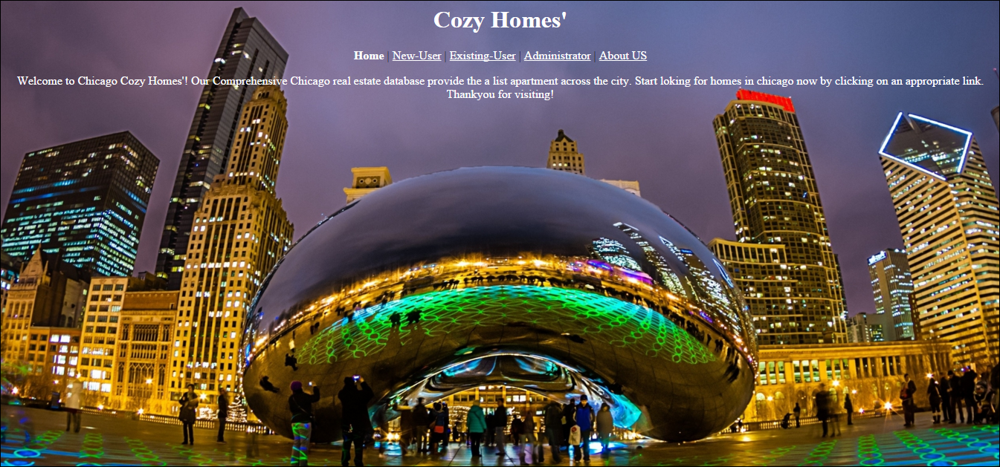 Cozy Homes'
Home | New-User | Existing-User | Administrator | About US
Welcome to Chicago Cozy Homes'! Our Comprehensive Chicago real estate database provide the a list apartment across the city. Start loking for homes in chicago now by clicking on an appropriate link.
Thankyou for visiting!